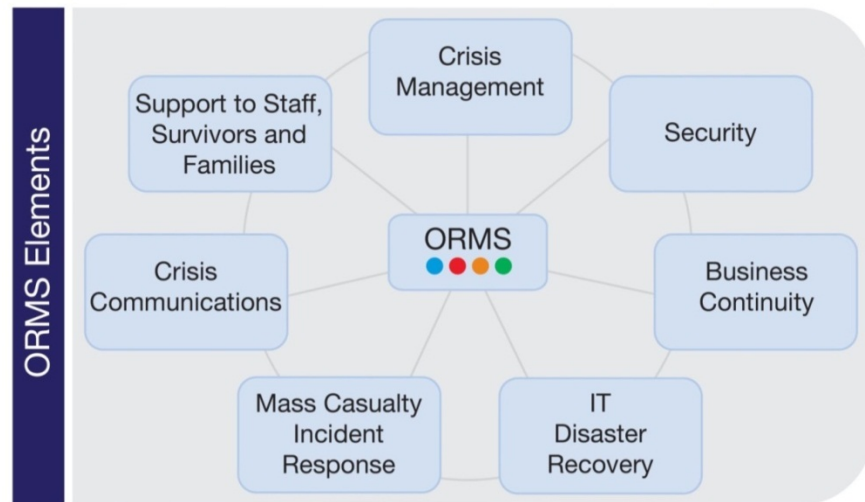 ORMS Elements
Crisis
Management
Security
Business
Continuity
IT
Disaster
Recovery
Mass Casualty
Incident
Response
Crisis
Communications
Support to Staff,
Survivors and
Families
ORMS